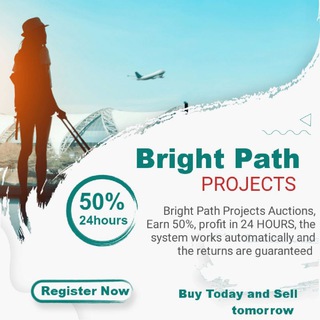 Bright Path
PROJECTS
50%
24hours
Bright Path Projects Auctions,
Earn 50%, profit in 24 HOURS, the
system works automatically and
the returns are guaranteed
Register Now
Buy Today and Sell
tomorrow